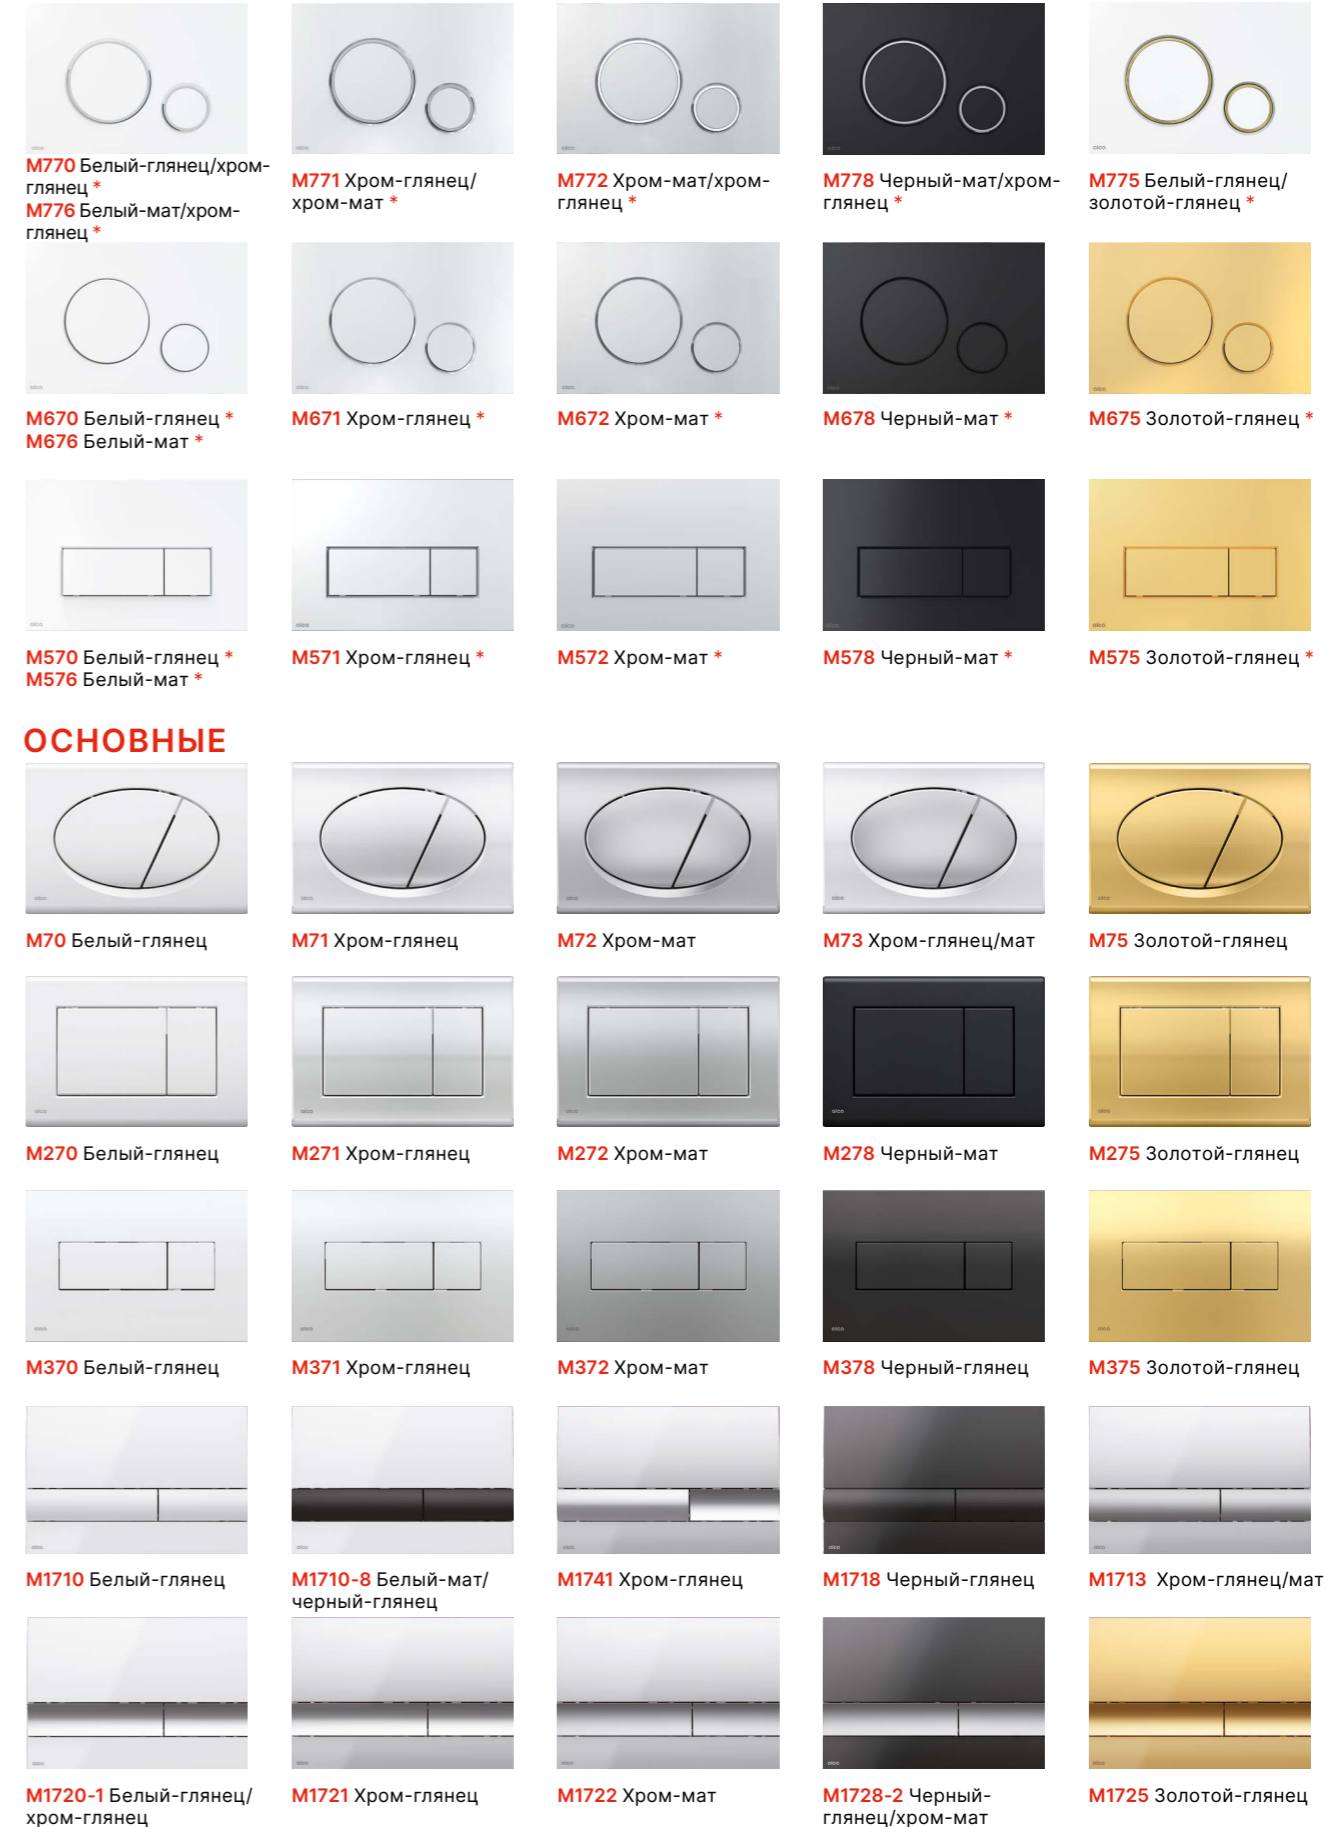 M770 Белый-глянец/хром-
глянец *
M776 Белый-мат/хром-
глянец *
M771 Хром-глянец/
хром-мат *
M772 Хром-мат/хром-
глянец *
M778 Черный-мат/хром-
глянец *
M775 Белый-глянец/
золотой-глянец *
M670 Белый-глянец *
M676 Белый-мат *
M671 Хром-глянец *
M672 Хром-мат *
M678 Черный-мат *
M675 Золотой-глянец *
M570 Белый-глянец *
M576 Белый-мат *
M571 Хром-глянец *
M572 Хром-мат *
M578 Черный-мат *
M575 Золотой-глянец *
ОСНОВНЫЕ
M70 Белый-глянец
M71 Хром-глянец
M72 Хром-мат
M73 Хром-глянец/мат
M75 Золотой-глянец
M270 Белый-глянец
M271 Хром-глянец
M272 Хром-мат
M278 Черный-мат
M275 Золотой-глянец
M370 Белый-глянец
M371 Хром-глянец
M372 Хром-мат
M378 Черный-глянец
M375 Золотой-глянец
M1710 Белый-глянец
M1710-8 Белый-мат/
черный-глянец
M1741 Хром-глянец
M1718 Черный-глянец
M1713 Хром-глянец/мат
M1720-1 Белый-глянец/
хром-глянец
M1721 Хром-глянец
M1722 Хром-мат
M1728-2 Черный-
глянец/хром-мат
M1725 Золотой-глянец